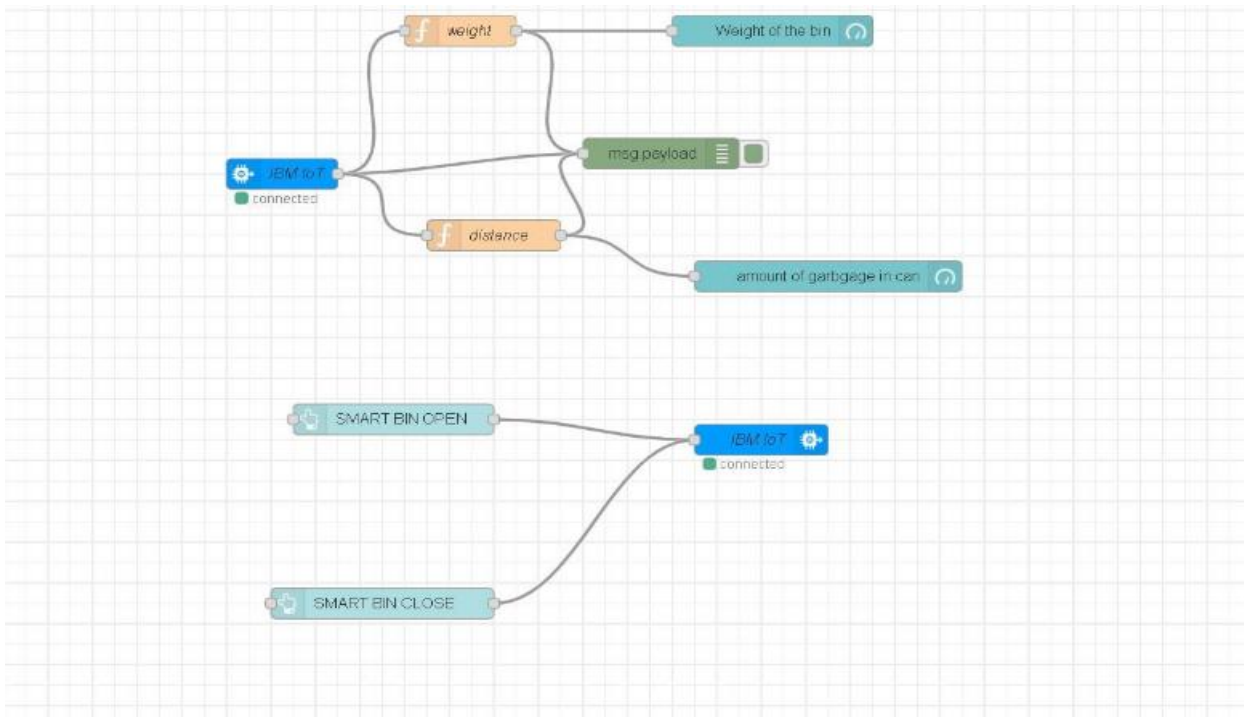 weight
Weight of the bin
msg.payload
IBM IoT
connected
distance
amount of garbgage in can
SMART BIN OPEN
IBM IoT
connected
SMART BIN CLOSE